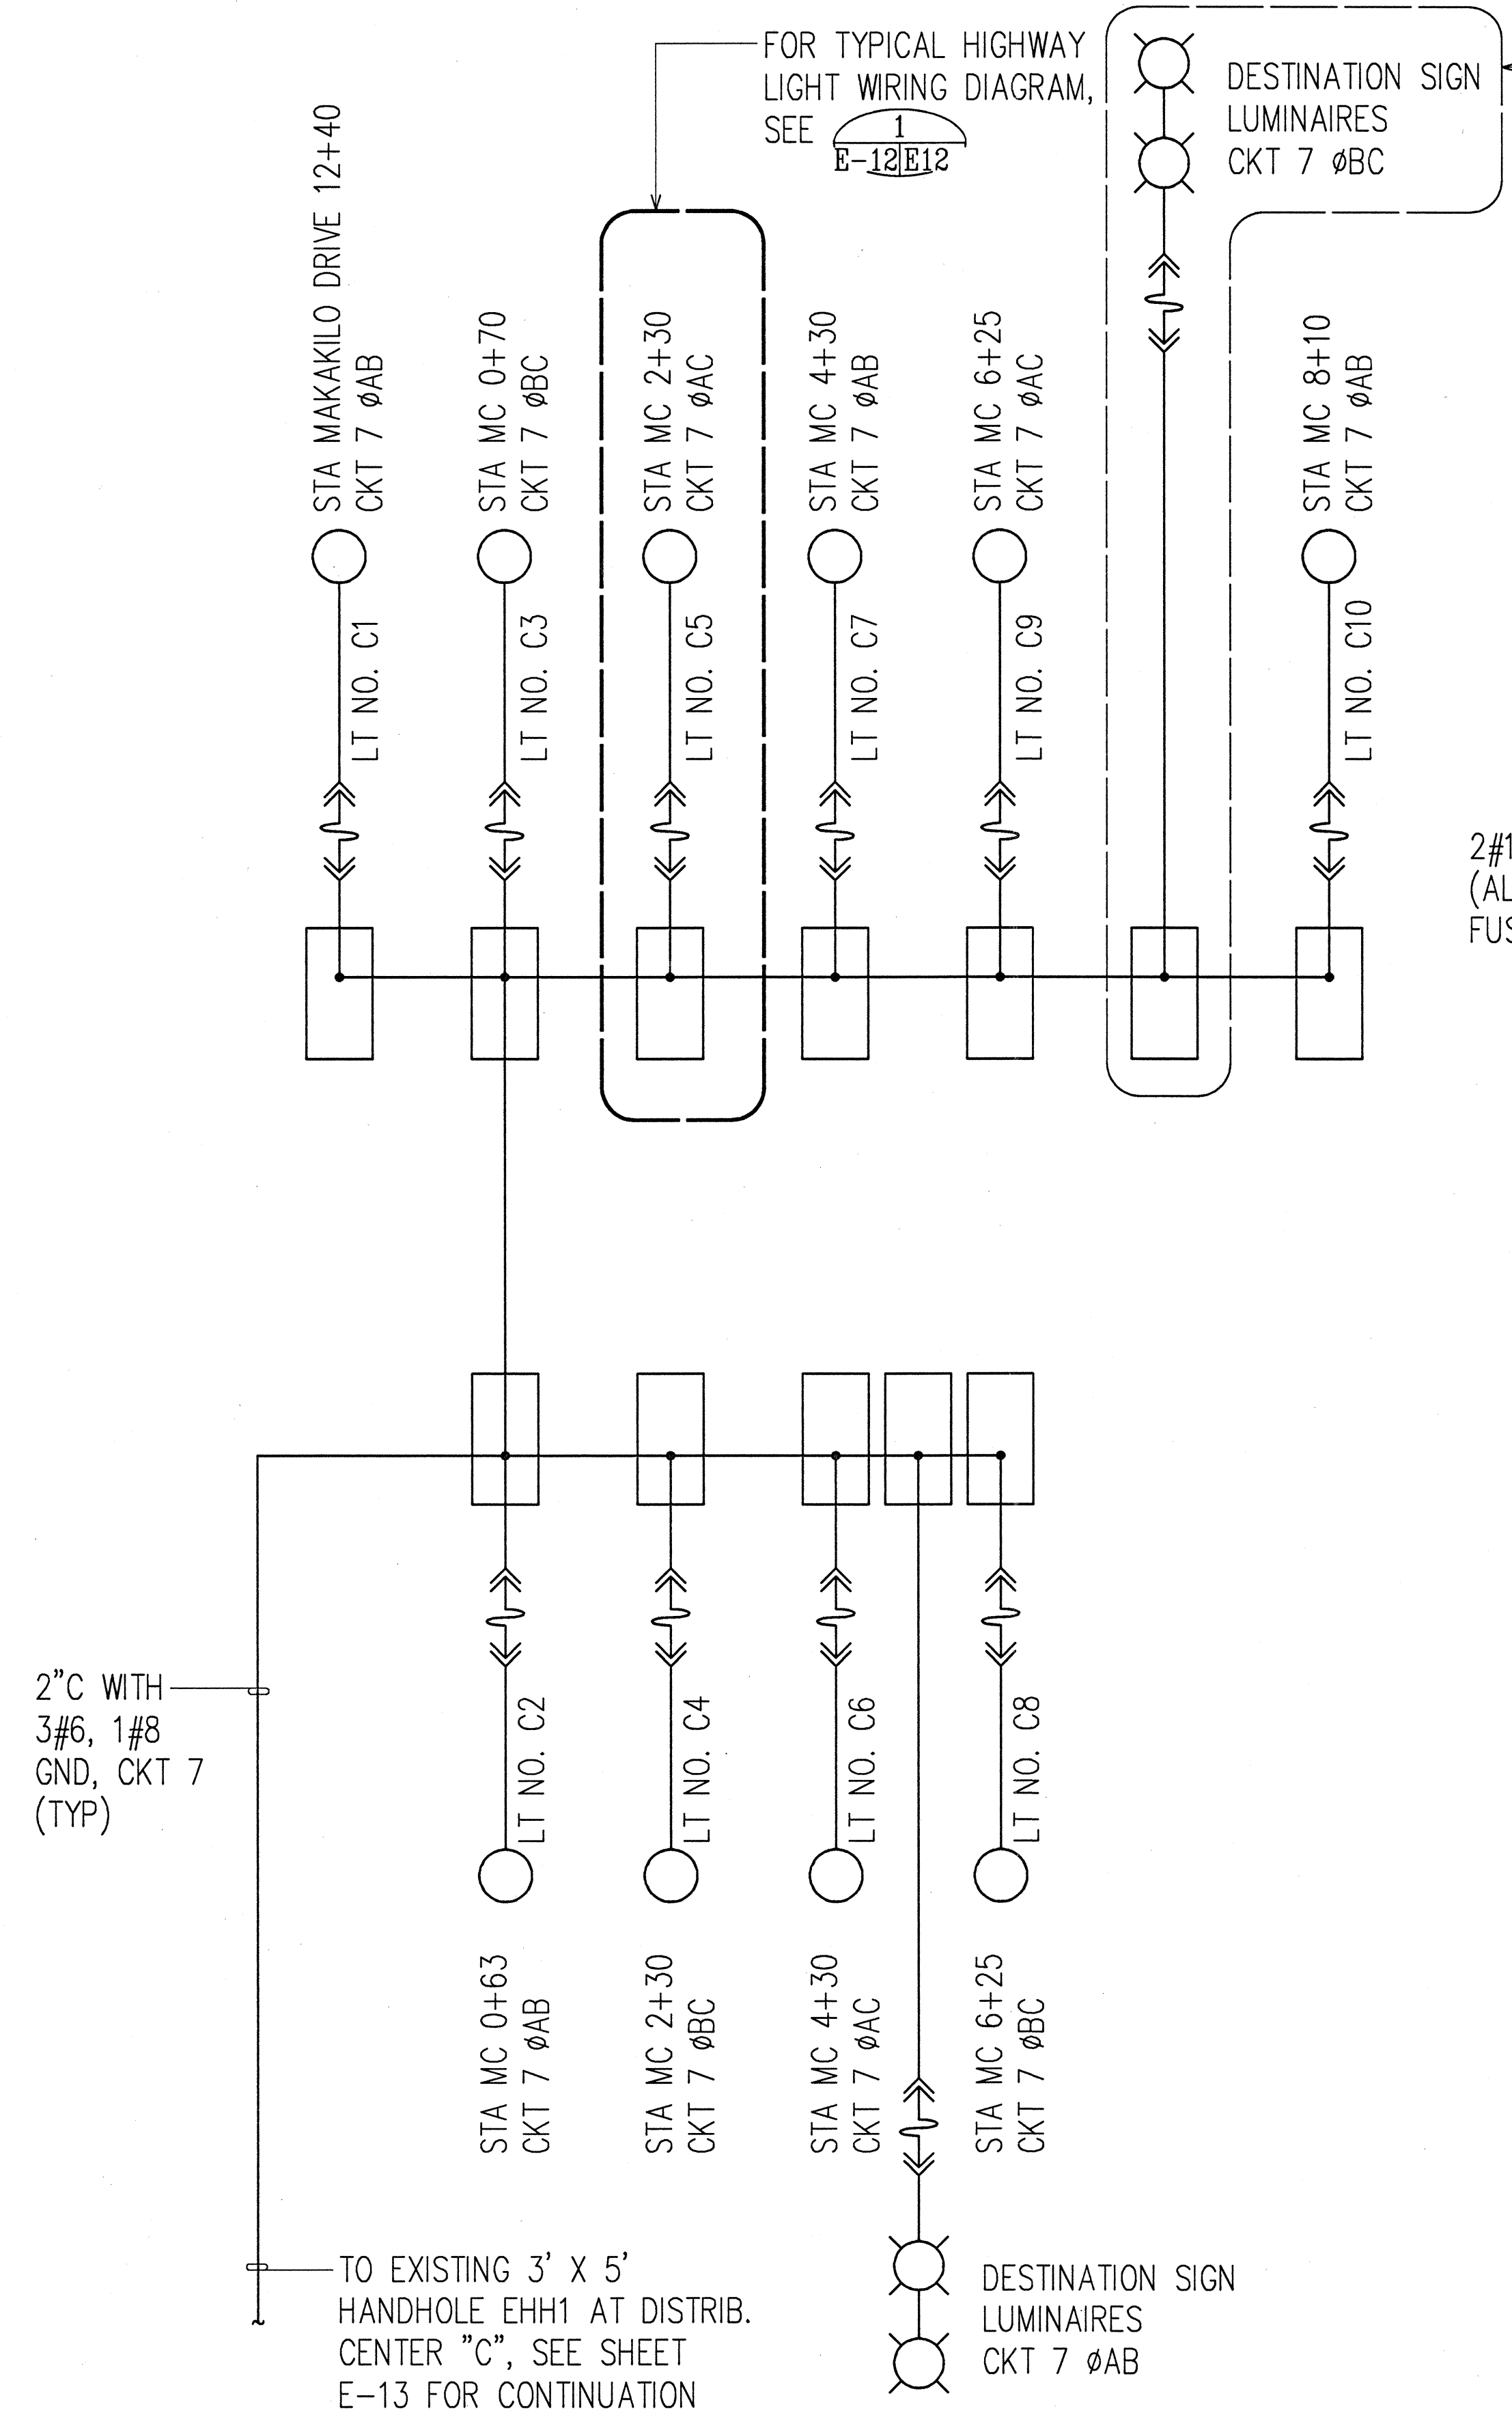 FOR TYPICAL HIGHWAY
LIGHT WIRING DIAGRAM,
SEE
1
E-12 E12
DESTINATION SIGN
LUMINAIRES
CKT 7 øBC
STA MAKAKILO DRIVE 12+40
CKT 7 øAB
STA MC 0+70
CKT 7 øBC
STA MC 2+30
CKT 7 øAC
STA MC 4+30
CKT 7 øAB
STA MC 6+25
CKT 7 øAC
STA MC 8+10
CKT 7 øAB
LT NO. C1
LT NO. C3
LT NO. C5
LT NO. C7
LT NO. C9
LT NO. C10
2#1
(AL
FUS
2"C WITH
3#6, 1#8
GND, CKT 7
(TYP)
LT NO. C2
LT NO. C4
LT NO. C6
LT NO. C8
STA MC 0+63
CKT 7 øAB
STA MC 2+30
CKT 7 øBC
STA MC 4+30
CKT 7 øAC
STA MC 6+25
CKT 7 øBC
TO EXISTING 3' X 5'
HANDHOLE EHH1 AT DISTRIB.
CENTER "C", SEE SHEET
E-13 FOR CONTINUATION
DESTINATION SIGN
LUMINAIRES
CKT 7 øAB